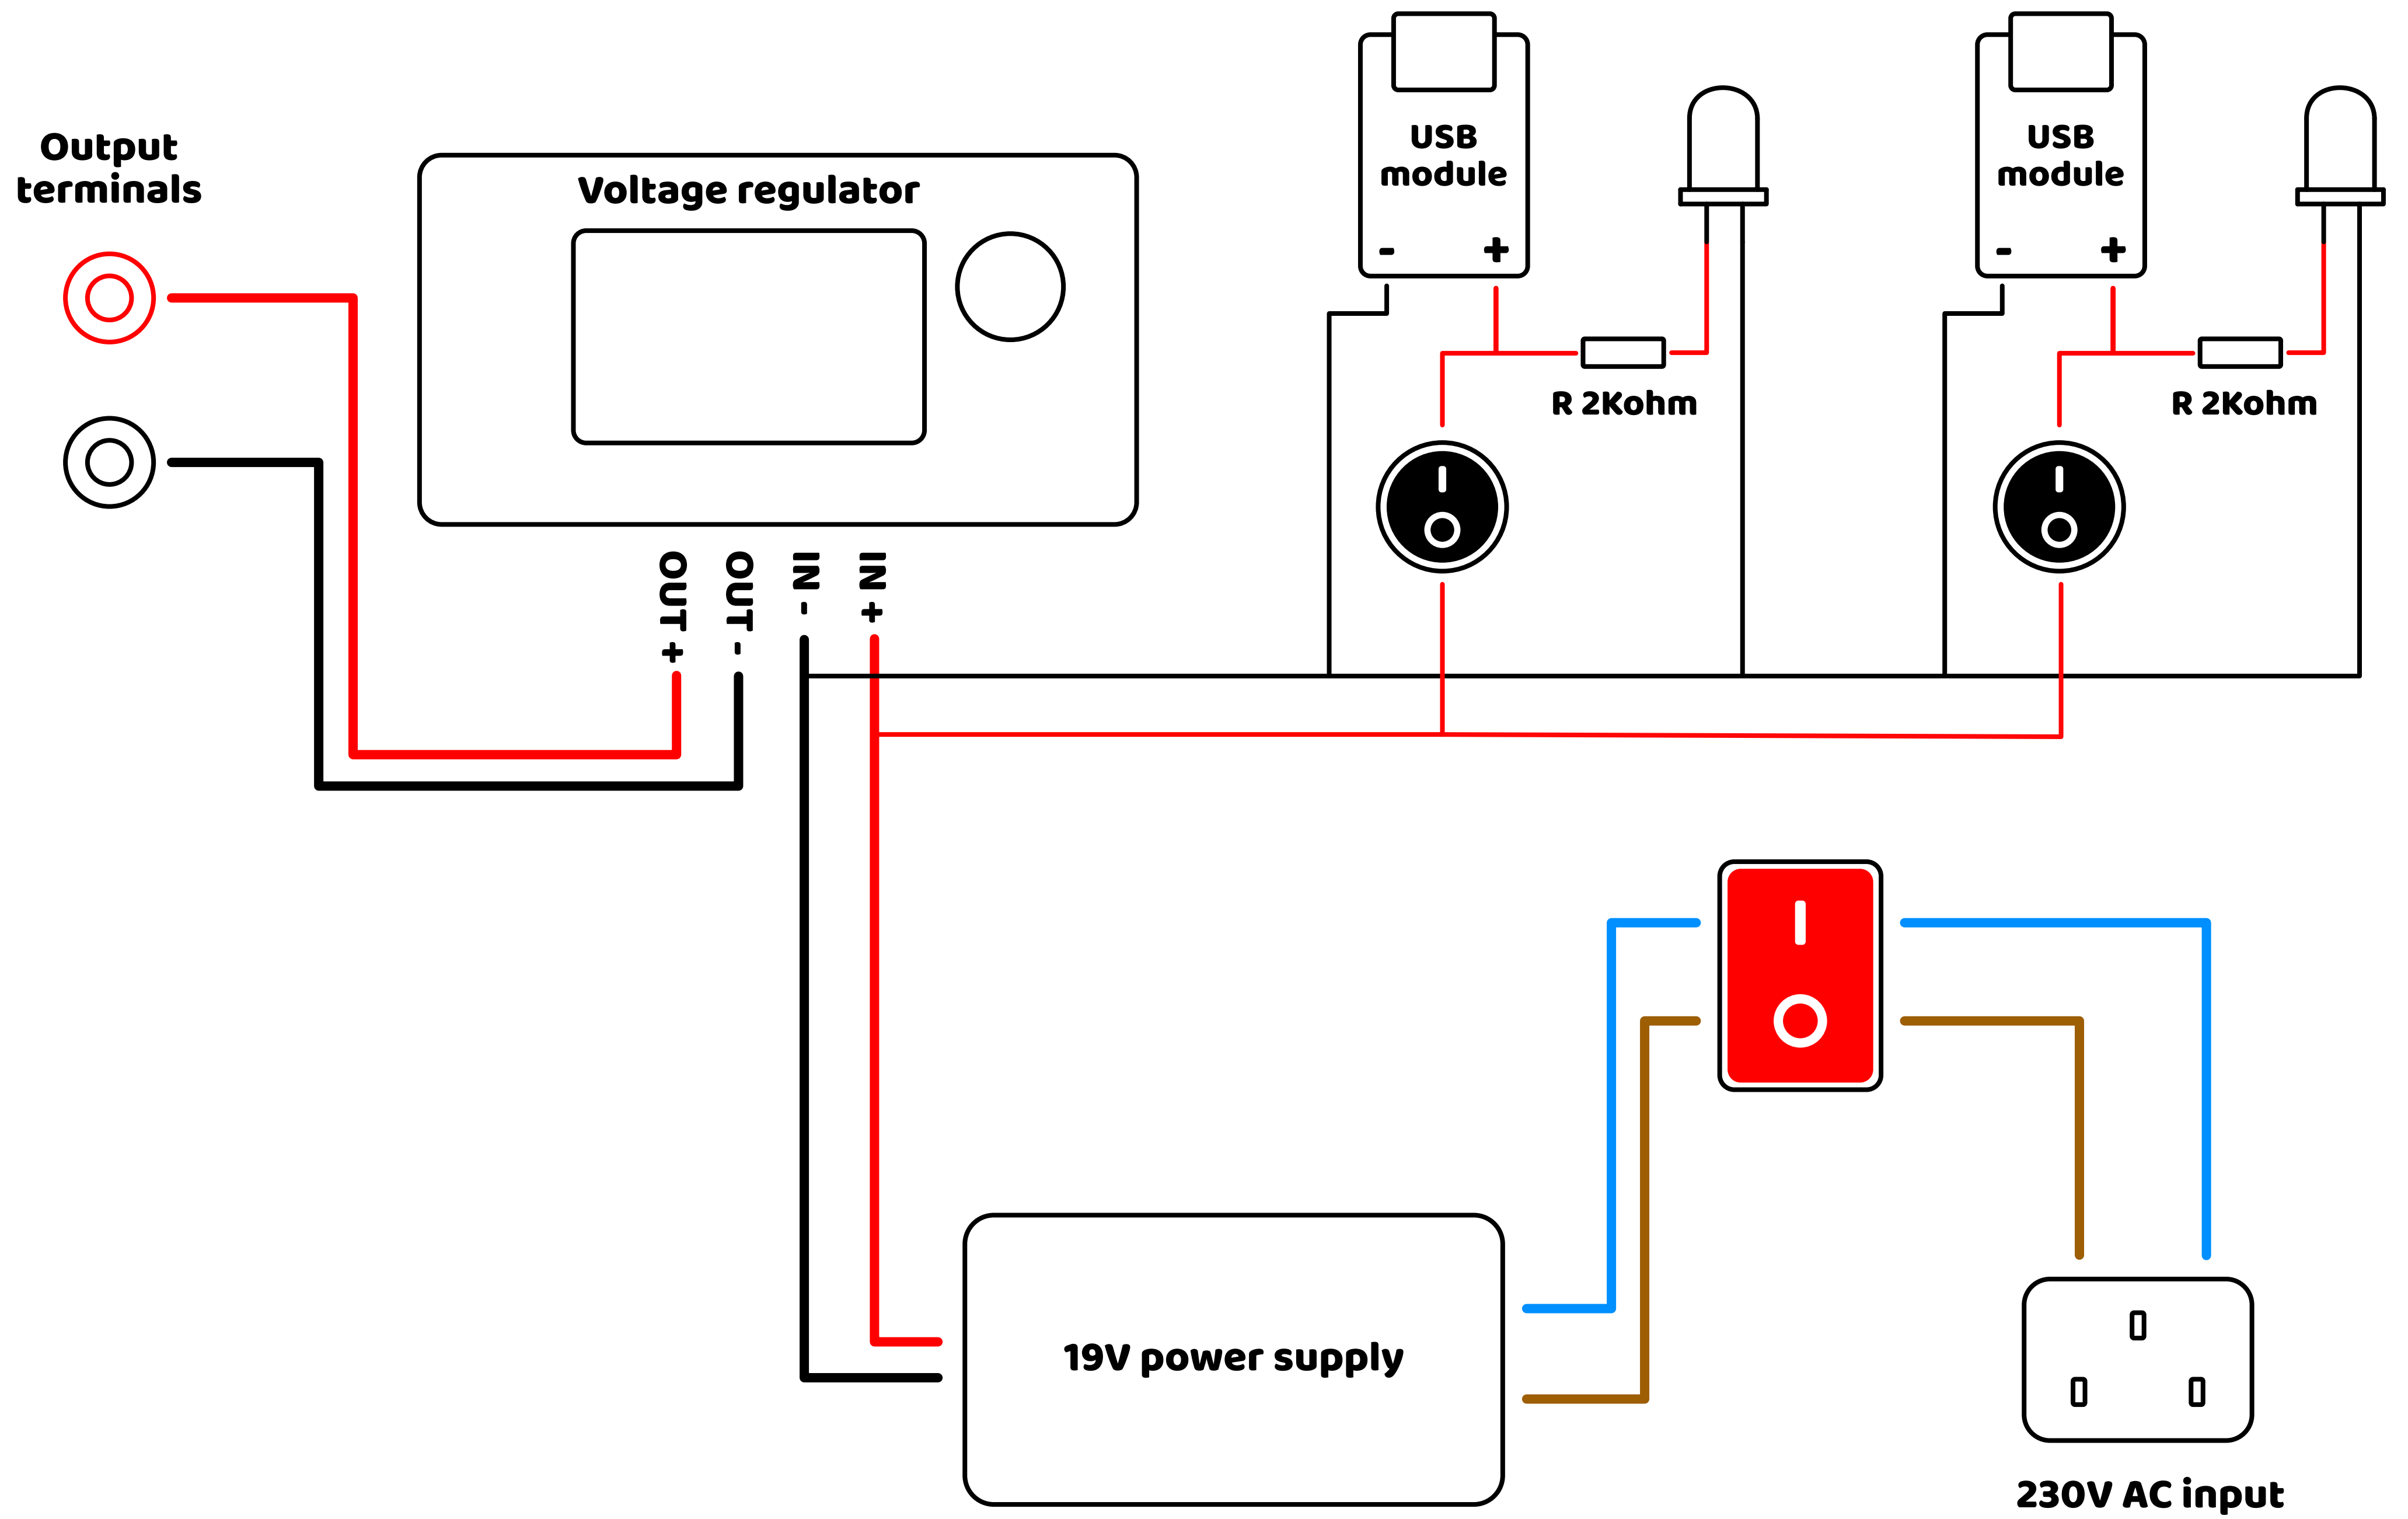 Output
terminals
Voltage regulator
OUT +
OUT -
IN -
IN +
USB
module
- +
R 2Kohm
USB
module
- +
R 2Kohm
19V power supply
230V AC input